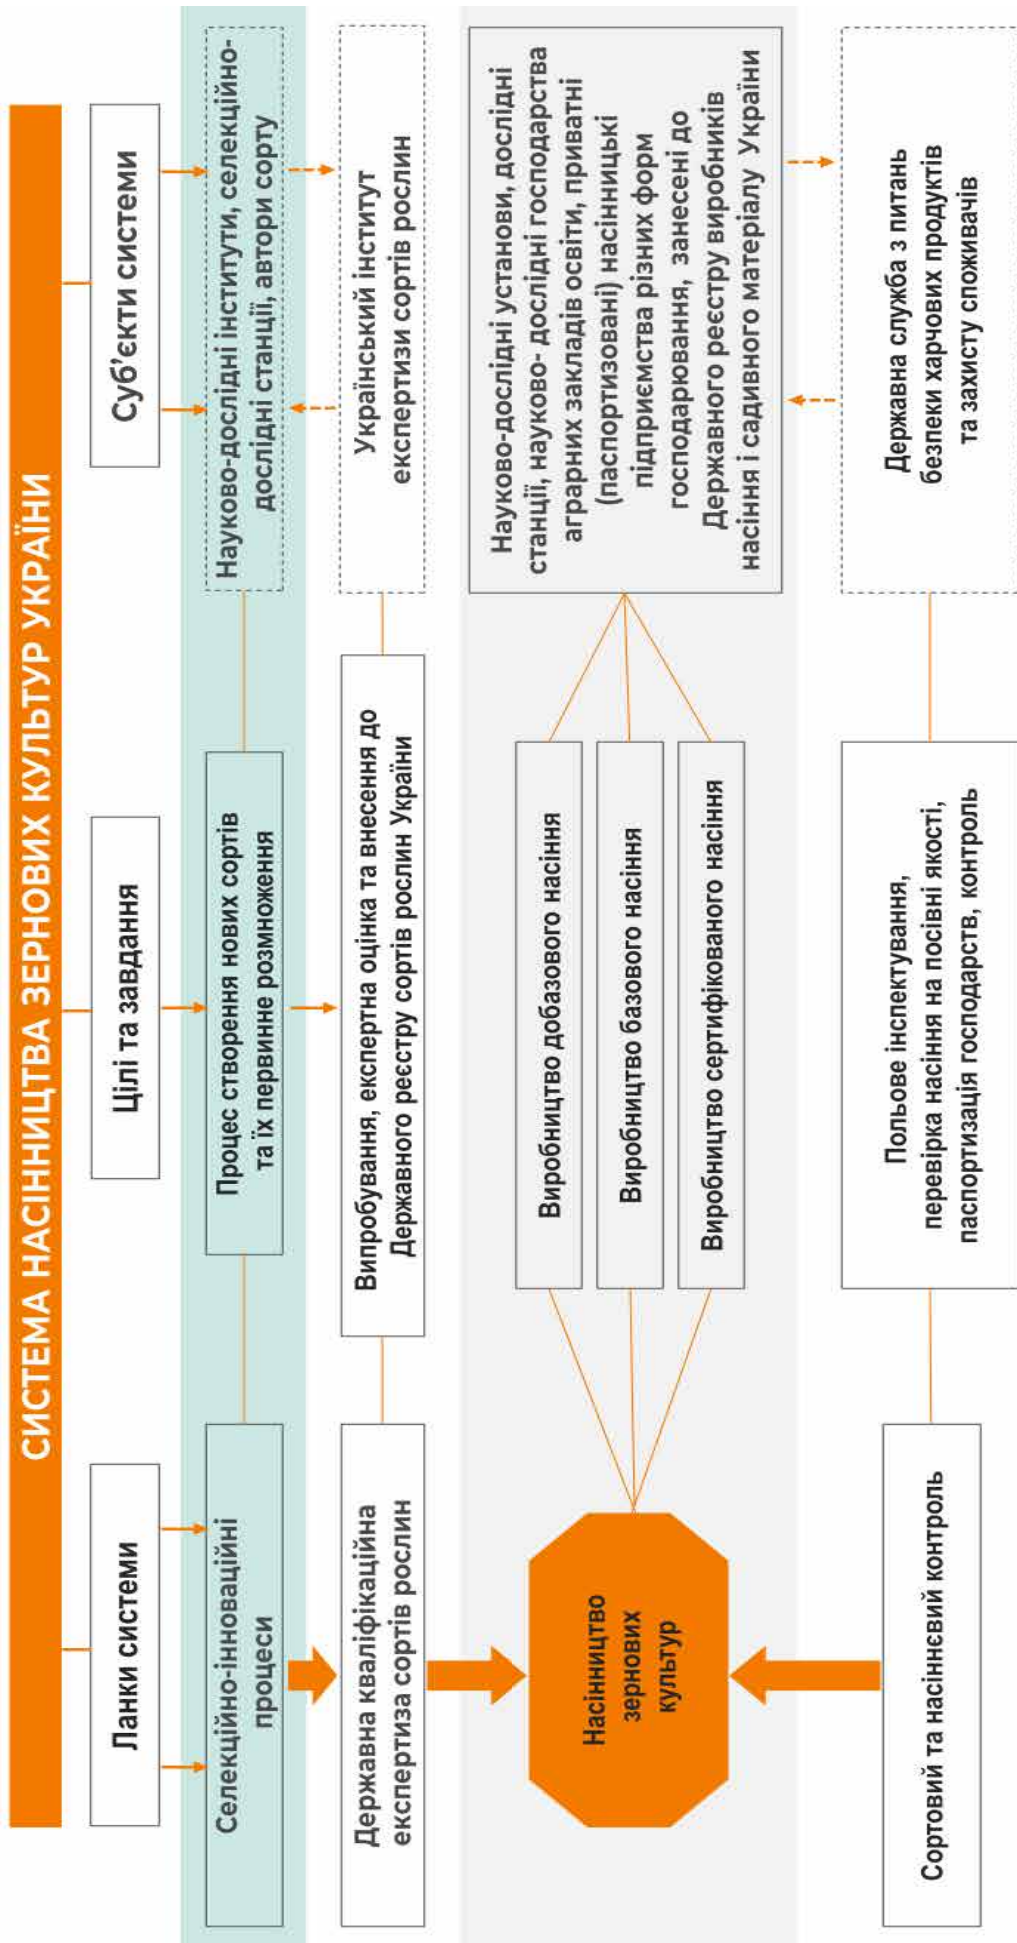 СИСТЕМА НАСІННИЦТВА ЗЕРНОВИХ КУЛЬТУР УКРАЇНИ
Ланки системи
Цілі та завдання
Суб’єкти системи
Селекційно-інноваційні
процеси
Процес створення нових сортів
та їх первинне розмноження
Науково-дослідні інститути, селекційно-
дослідні станції, автори сорту
Державна кваліфікаційна
експертиза сортів рослин
Випробування, експертна оцінка та внесення до
Державного реєстру сортів рослин України
Український інститут
експертизи сортів рослин
Насінництво
зернових
культур
Виробництво добазового насіння
Виробництво базового насіння
Виробництво сертифікованого насіння
Науково-дослідні установи, дослідні
станції, науково- дослідні господарства
аграрних закладів освіти, приватні
(паспортизовані) насінницькі
підприємства різних форм
господарювання, занесені до
Державного реєстру виробників
насіння і садивного матеріалу України
Сортовий та насіннєвий контроль
Польове інспектування,
перевірка насіння на посівні якості,
паспортизація господарств, контроль
Державна служба з питань
безпеки харчових продуктів
та захисту споживачів